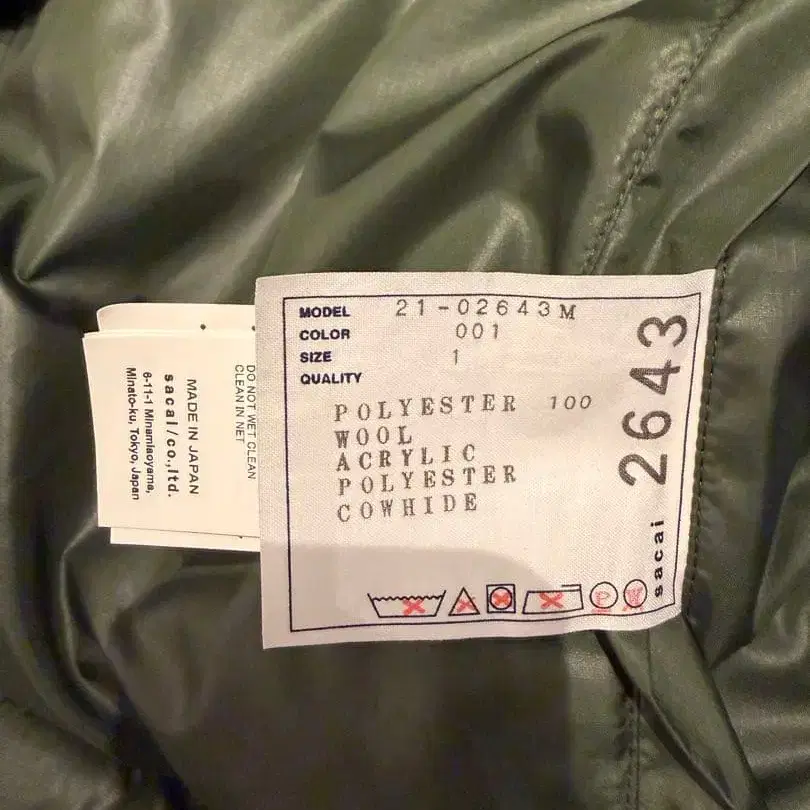 MODEL 21-02643M
COLOR 001
SIZE 1
QUALITY
POLYESTER 100
WOOL
ACRYLIC
POLYESTER
COWHIDE
2643
sacai
P
W
DO NOT WET CLEAN
CLEAN IN NET
MADE IN JAPAN
sacai/co.,ltd.
6-11-1 Minamiaoyama,
Minato-ku, Tokyo, Japan